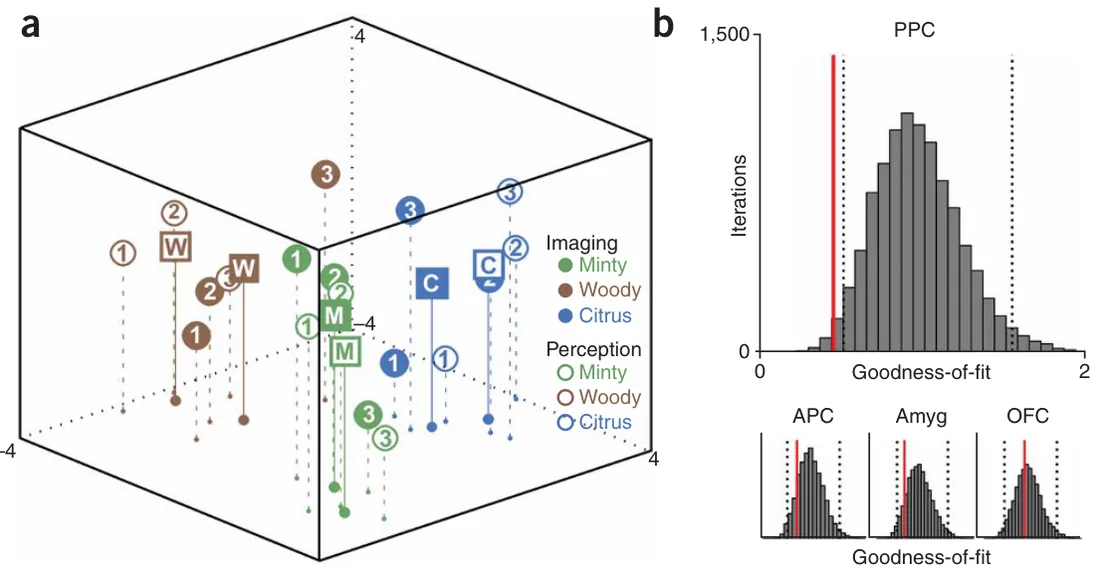 a
4
3
2
1
W
2
3
W
1
1
2
2
M
1
M
–4
3
3
3
2
C
C
2
1
1
3
–4
4
Imaging
Minty
Woody
Citrus
Perception
Minty
Woody
Citrus
b
PPC
1,500
Iterations
0
0
2
Goodness-of-fit
APC
Amyg
OFC
Goodness-of-fit